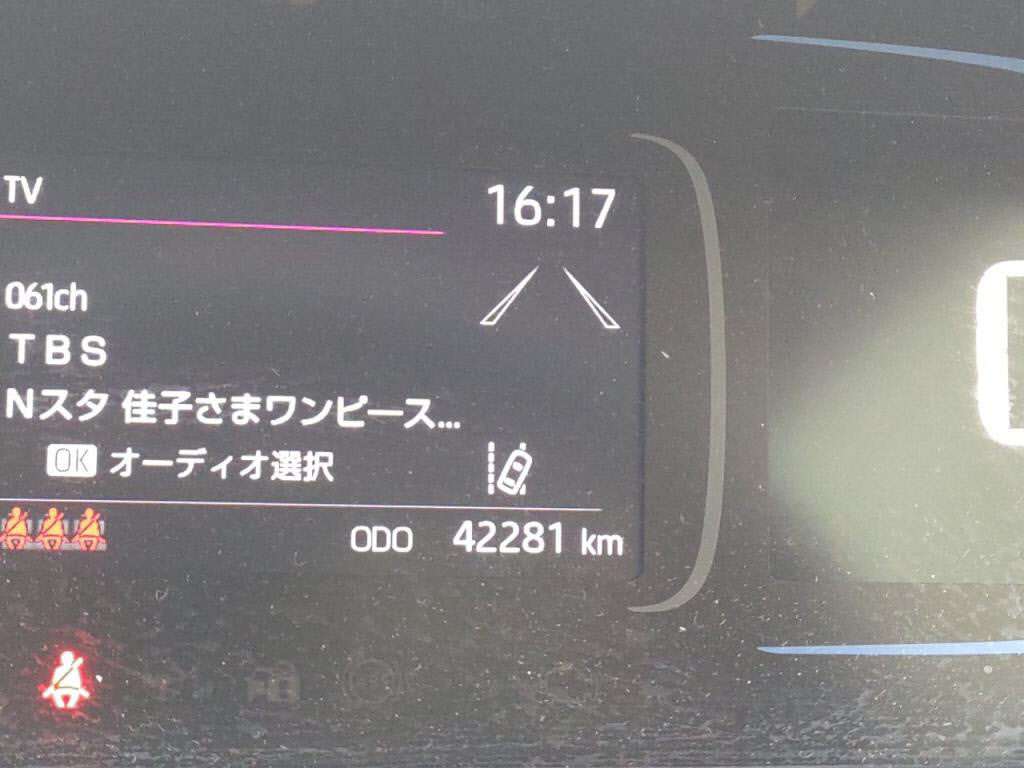 TV
16:17
061ch
TBS
Nスタ 佳子さまワンピース...
OK オーディオ選択
ODO 42281 km